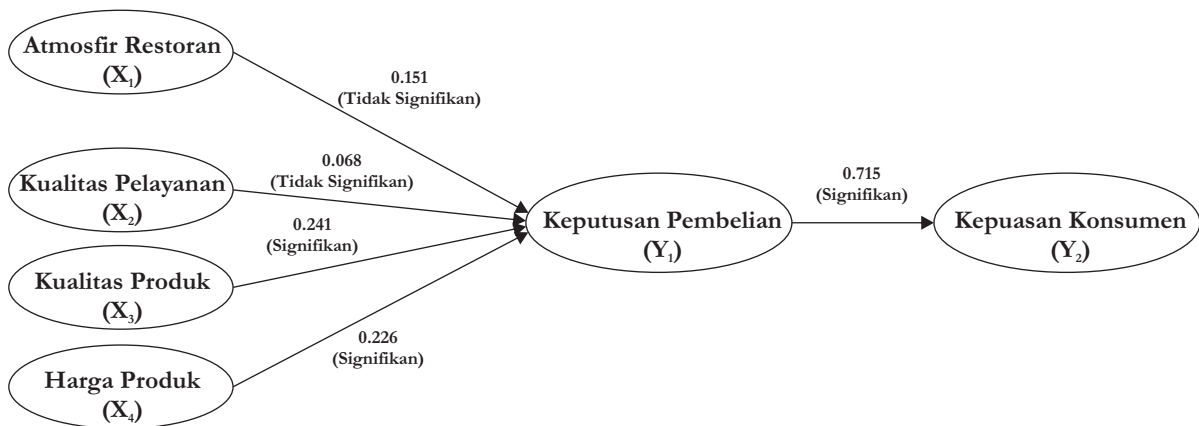 Atmosfir Restoran
(X₁)
0.151
(Tidak Signifikan)
Kualitas Pelayanan
(X₂)
0.068
(Tidak Signifikan)
0.241
(Signifikan)
Kualitas Produk
(X₃)
0.226
(Signifikan)
Harga Produk
(X₄)
Keputusan Pembelian
(Y₁)
0.715
(Signifikan)
Kepuasan Konsumen
(Y₂)